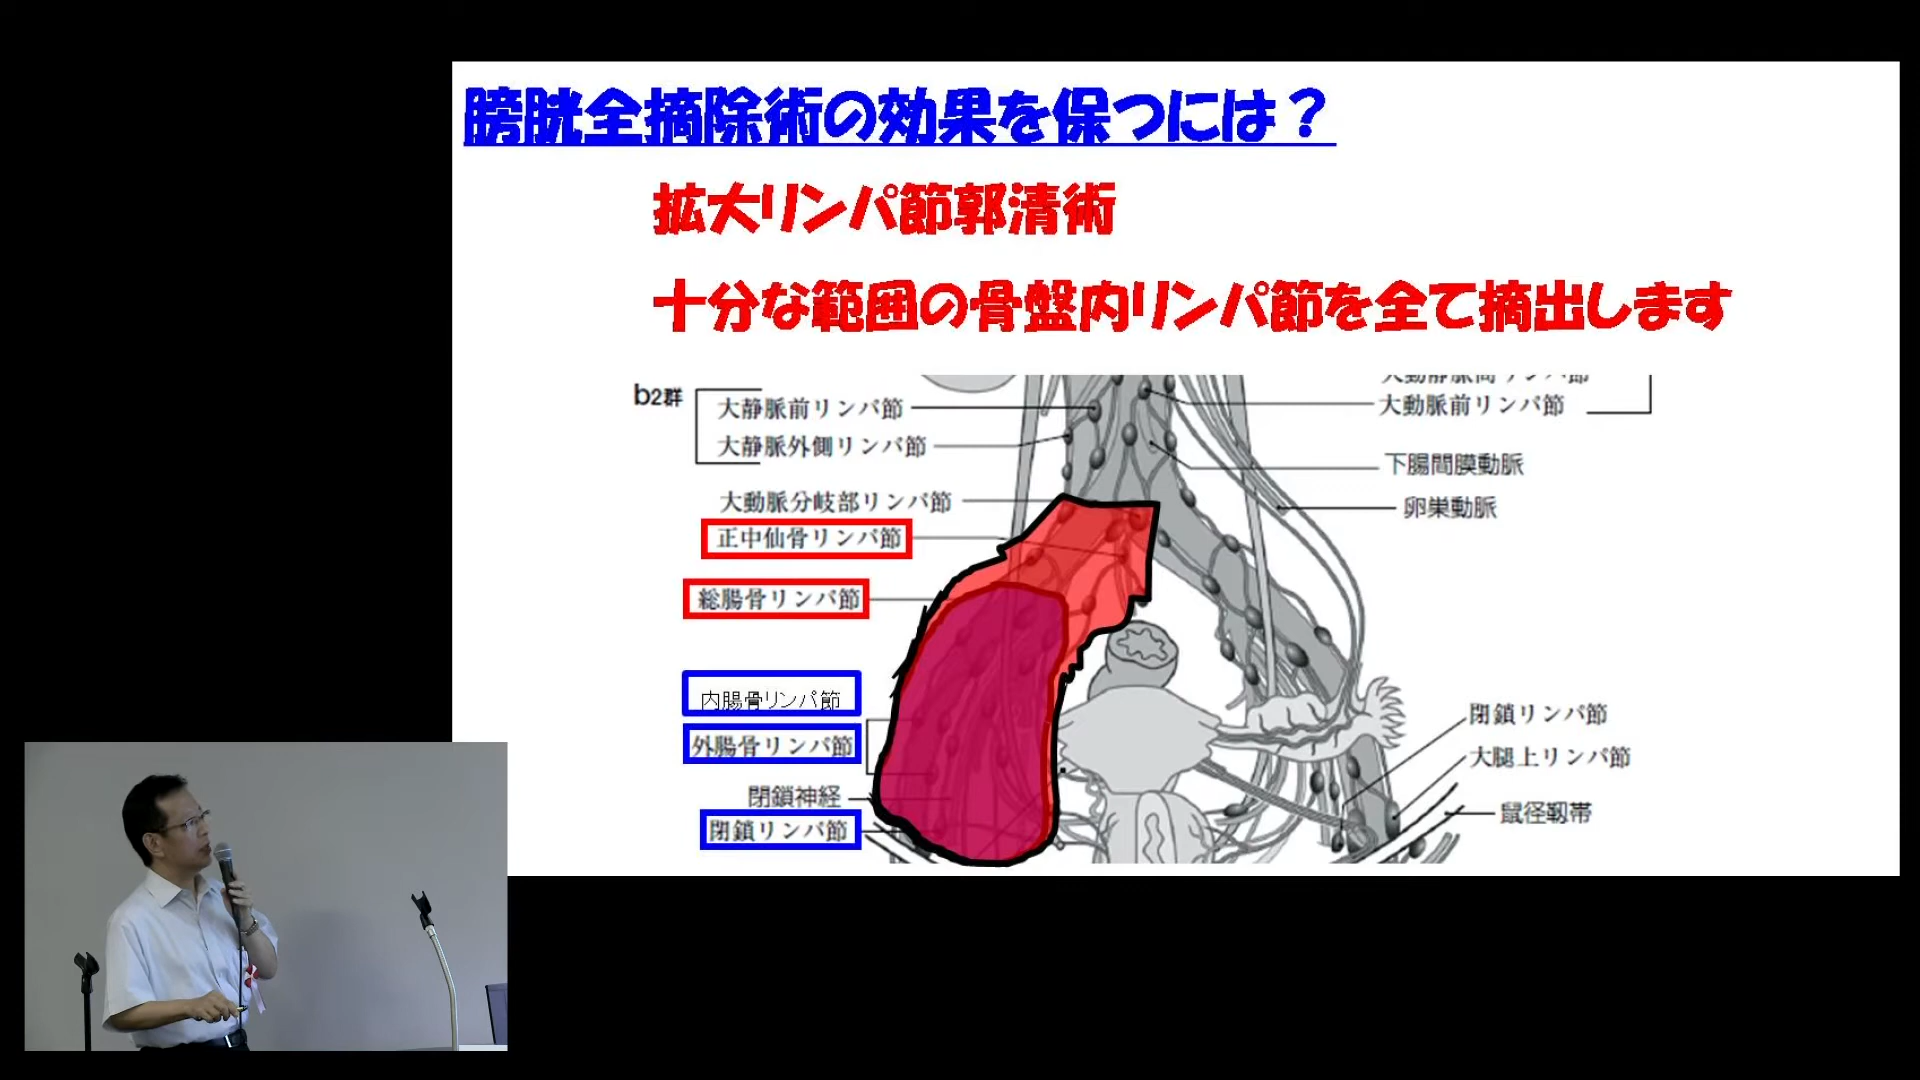 膀胱全摘除術の効果を保つには？
拡大リンパ節郭清術
十分な範囲の骨盤内リンパ節を全て摘出します
b2群
大静脈前リンパ節
大静脈外側リンパ節
大動脈分岐部リンパ節
正中仙骨リンパ節
総腸骨リンパ節
内腸骨リンパ節
外腸骨リンパ節
閉鎖神経
閉鎖リンパ節
大動脈前リンパ節
下腸間膜動脈
卵巣動脈
閉鎖リンパ節
大腿上リンパ節
鼠径靱帯